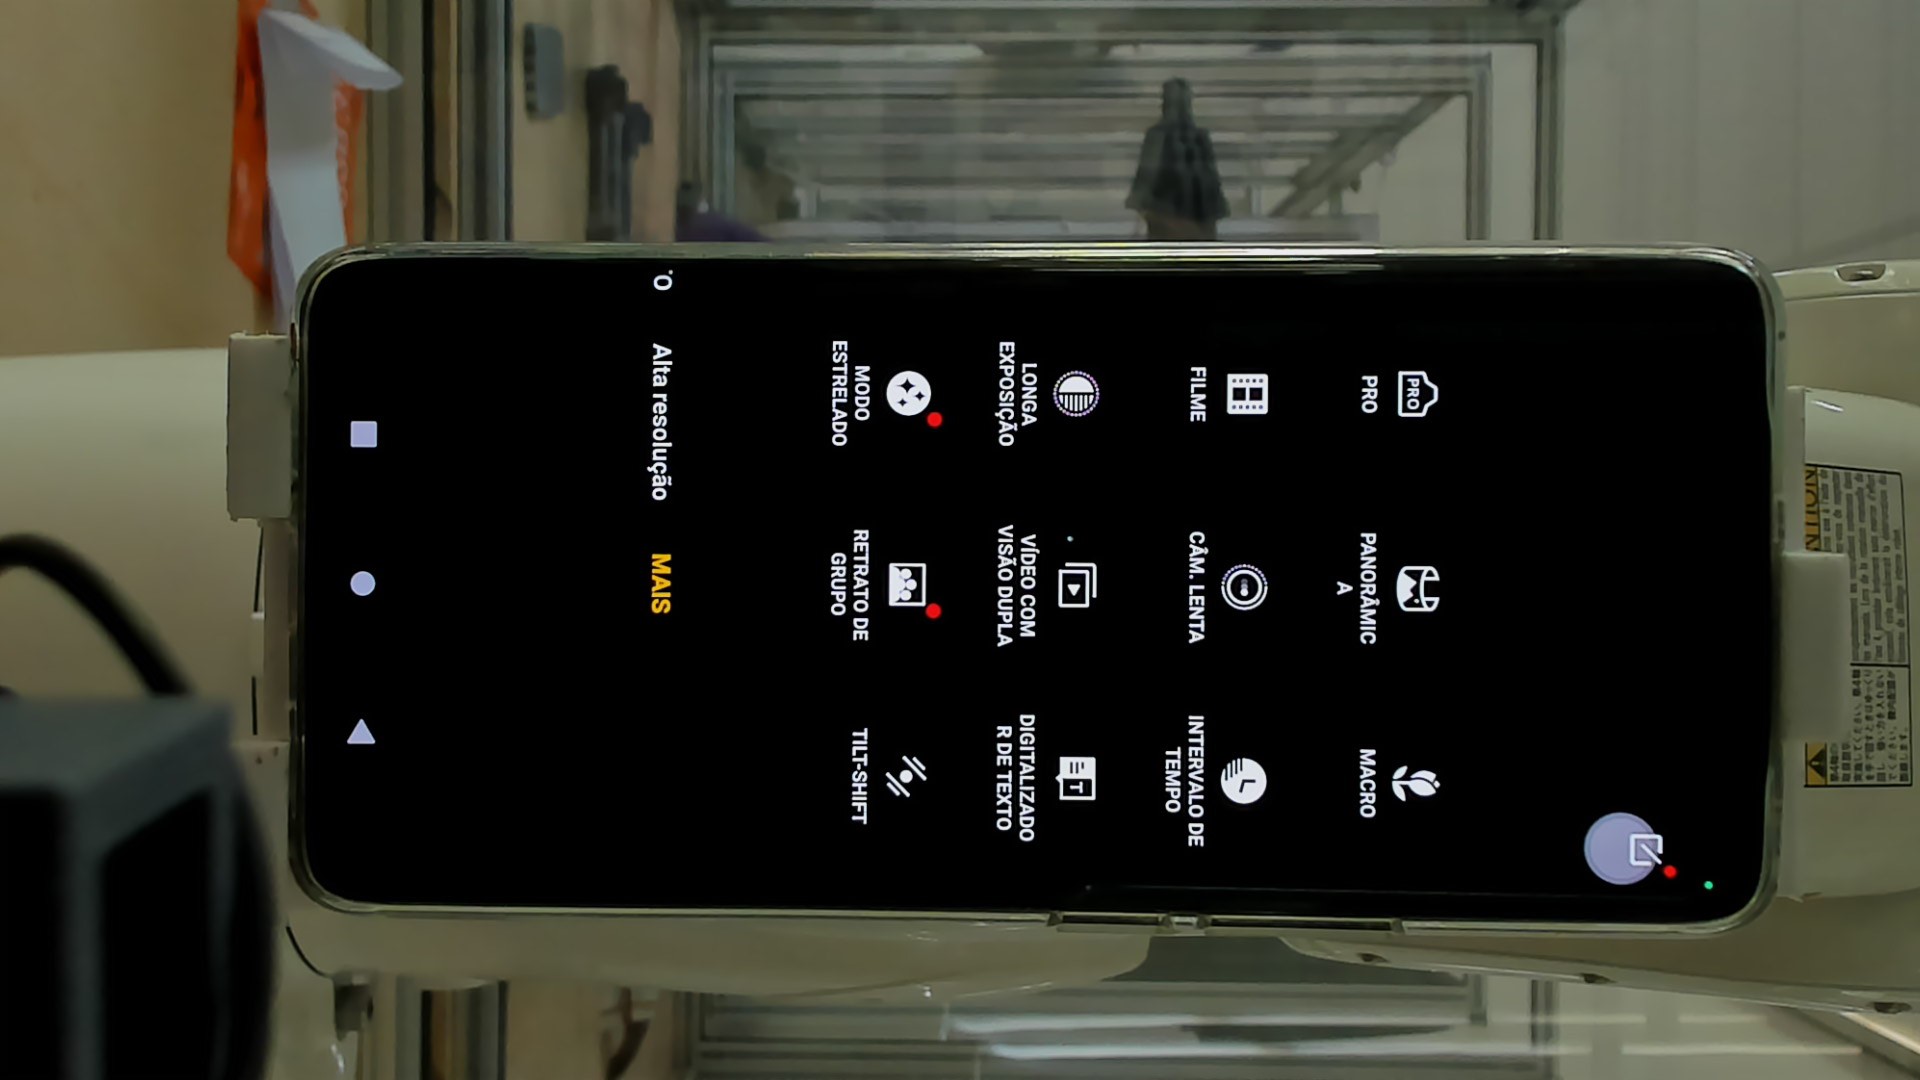 PRO
PRO
PANORÂMIC
A
MACRO
FILME
CÂM. LENTA
INTERVALO DE
TEMPO
LONGA
EXPOSIÇÃO
VÍDEO COM
VISÃO DUPLA
T
DIGITALIZADO
R DE TEXTO
MODO
ESTRELADO
RETRATO DE
GRUPO
TILT-SHIFT
Alta resolução
MAIS